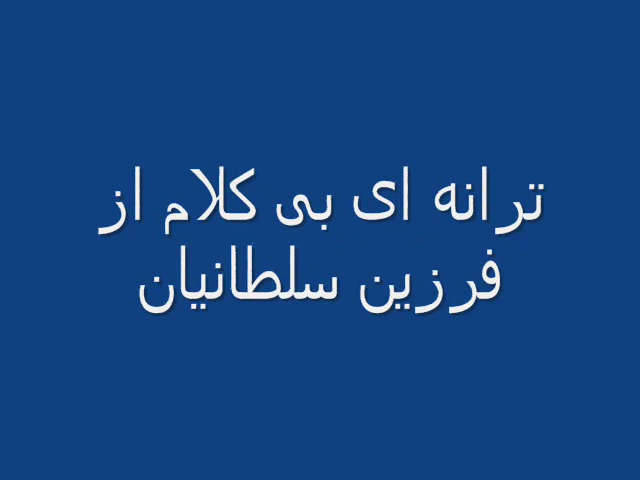 ترانه ای بی کلام از
فرزین سلطانیان